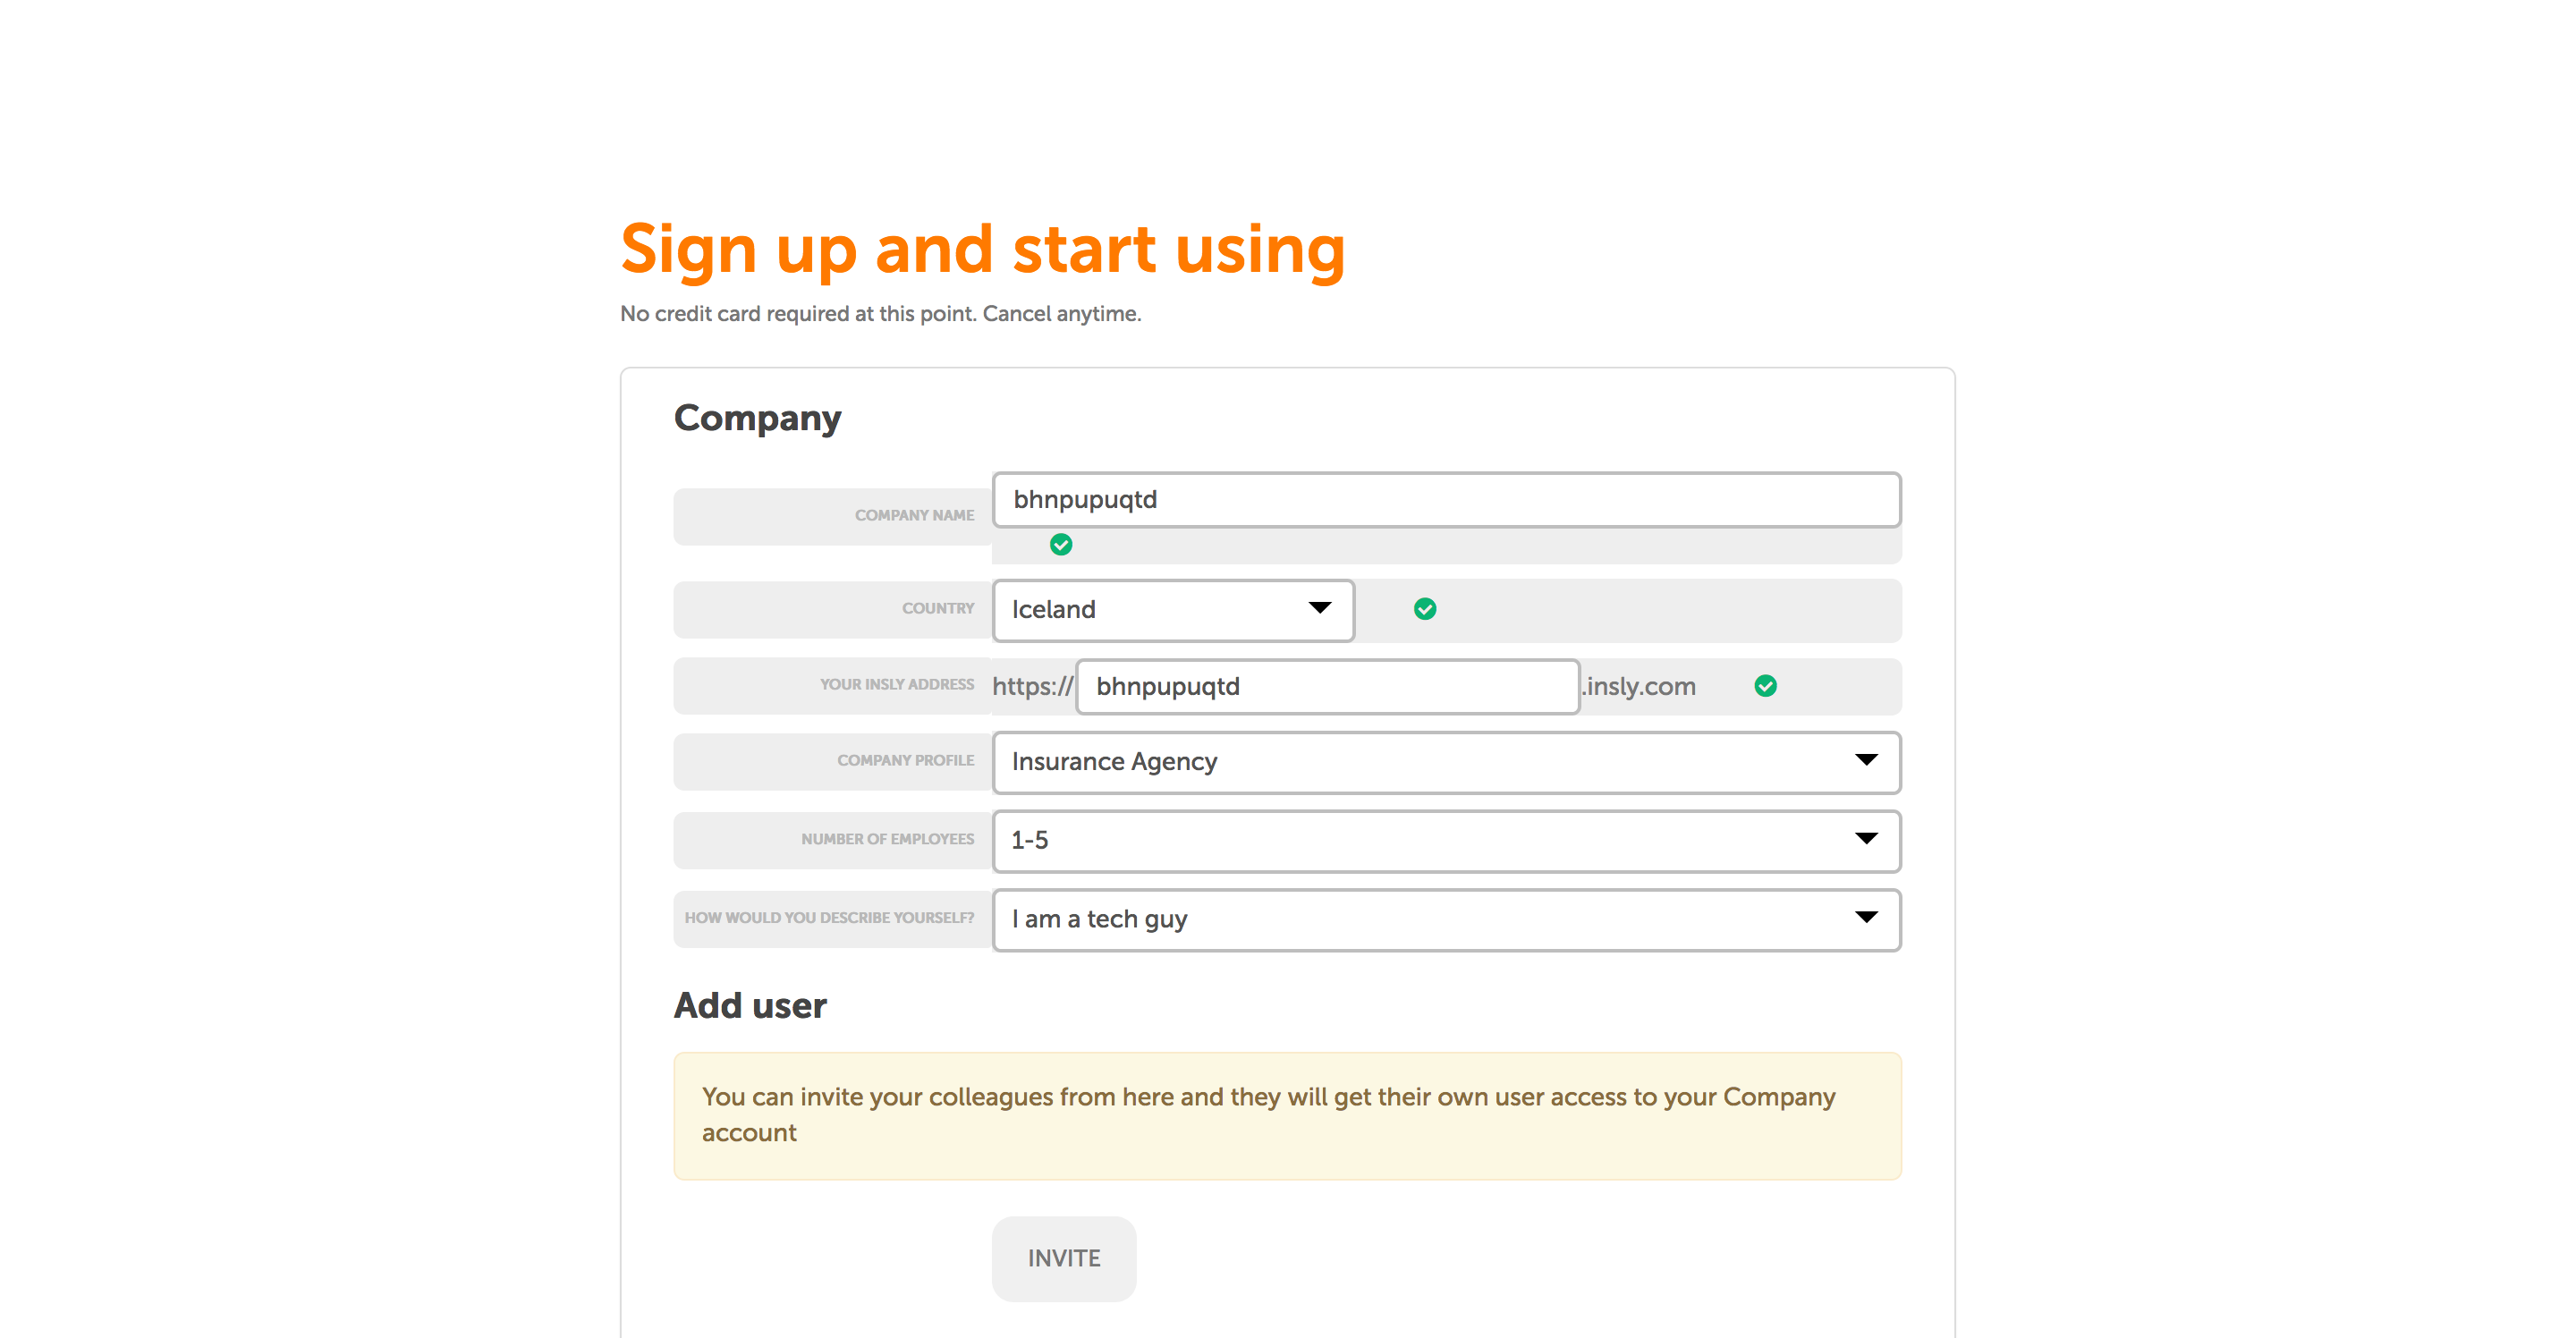 Sign up and start using
No credit card required at this point. Cancel anytime.
Company
COMPANY NAME bhnpupuqtd
COUNTRY Iceland
YOUR INSLY ADDRESS https:// bhnpupuqtd .insly.com
COMPANY PROFILE Insurance Agency
NUMBER OF EMPLOYEES 1-5
HOW WOULD YOU DESCRIBE YOURSELF? I am a tech guy
Add user
You can invite your colleagues from here and they will get their own user access to your Company
account
INVITE